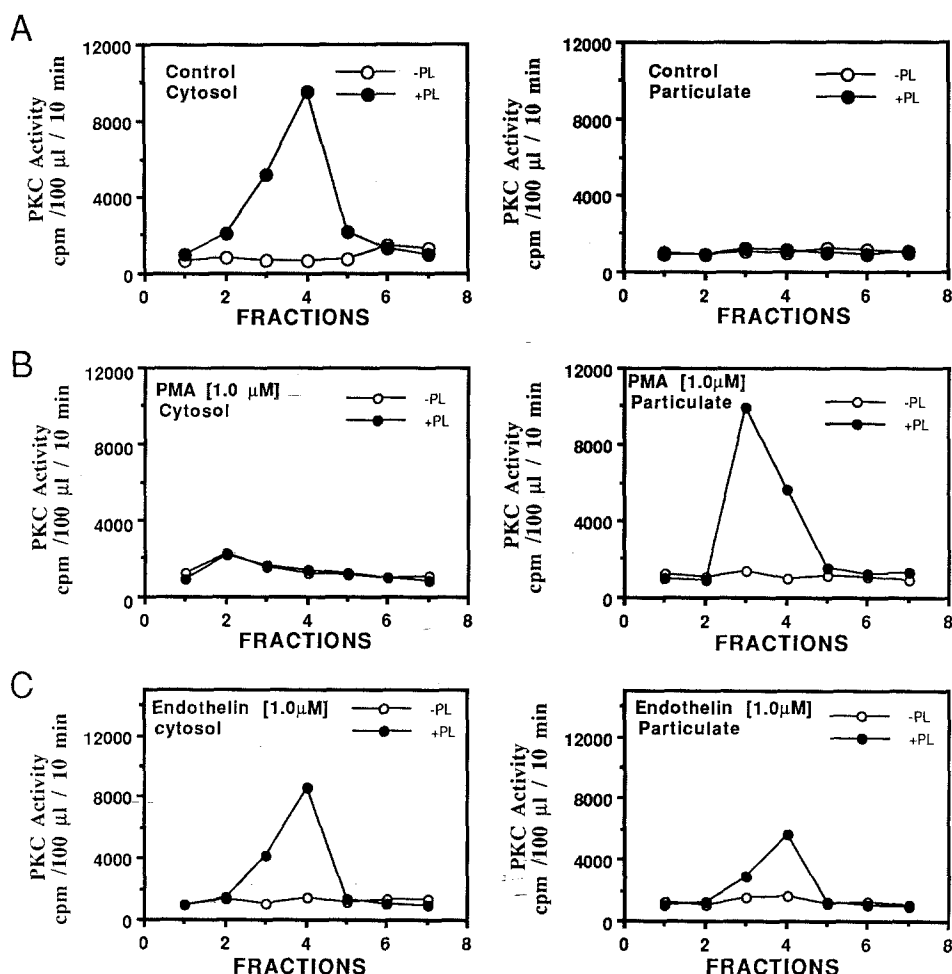 A
12000
8000
4000
0
PKC Activity
cpm /100 µl / 10 min
Control
Cytosol
-PL
+PL
0 2 4 6 8
FRACTIONS
12000
8000
4000
0
PKC Activity
cpm /100 µl / 10 min
Control
Particulate
-PL
+PL
0 2 4 6 8
FRACTIONS
B
12000
8000
4000
0
PKC Activity
cpm /100 µl / 10 min
PMA [1.0 µM]
Cytosol
-PL
+PL
0 2 4 6 8
FRACTIONS
12000
8000
4000
0
PKC Activity
cpm /100 µl / 10 min
PMA [1.0µM]
Particulate
-PL
+PL
0 2 4 6 8
FRACTIONS
C
12000
8000
4000
0
PKC Activity
cpm /100 µl / 10 min
Endothelin [1.0µM]
cytosol
-PL
+PL
0 2 4 6 8
FRACTIONS
12000
8000
4000
0
PKC Activity
cpm /100 µl / 10 min
Endothelin [1.0µM]
Particulate
-PL
+PL
0 2 4 6 8
FRACTIONS